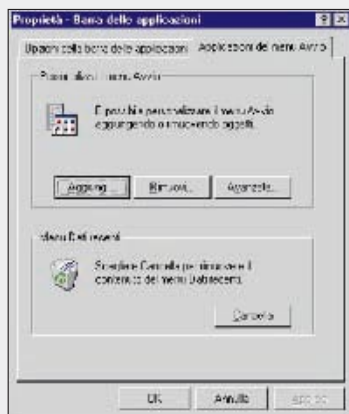 Proprietà - Barra delle applicazioni
Opzioni della barra delle applicazioni
Applicazioni del menu Avvio
Personalizza il menu Avvio
È possibile personalizzare il menu Avvio
aggiungendo o rimuovendo oggetti.
Aggiungi... Rimuovi... Avanzate...
Menu Dati recenti
Scegliere Cancella per rimuovere il
contenuto del menu Dati recenti.
Cancella
OK Annulla Applica